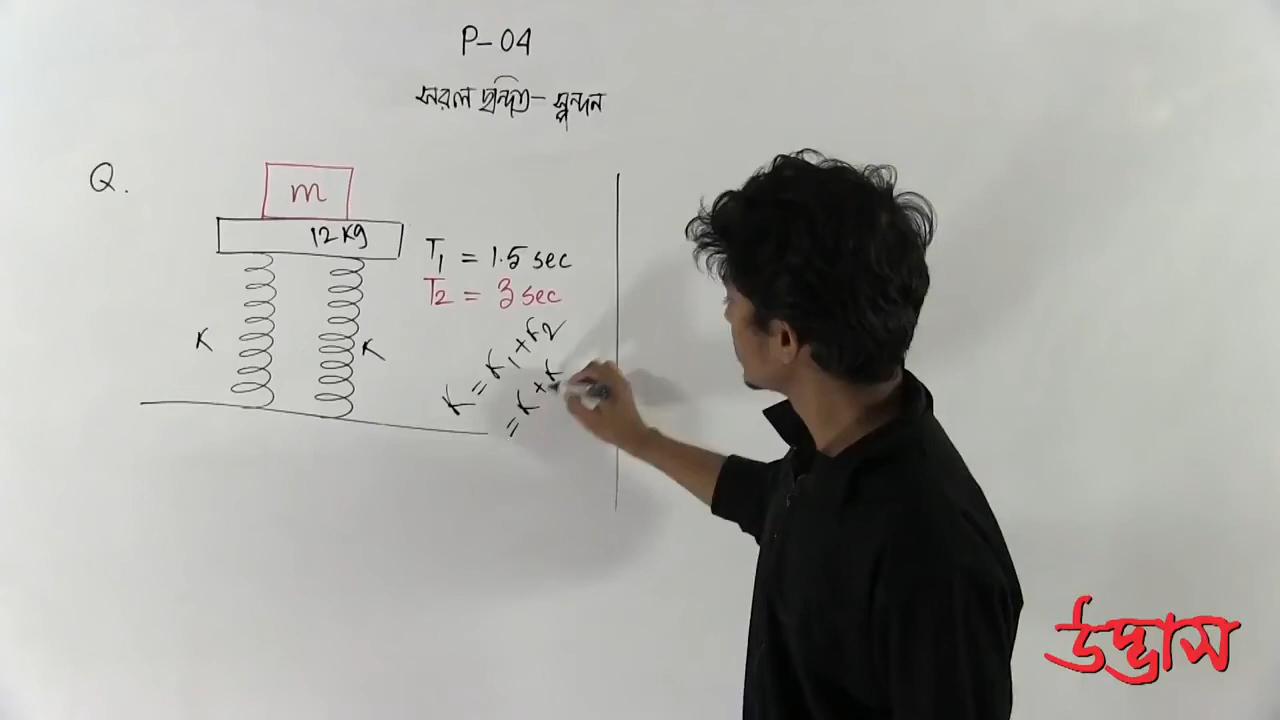 P-04
সরল ছন্দিত-স্পন্দন
Q.
m
12 kg
T₁ = 1.5 sec
T₂ = 3 sec
K
K
K = K₁ + K₂
= K + K
উদ্ভাস